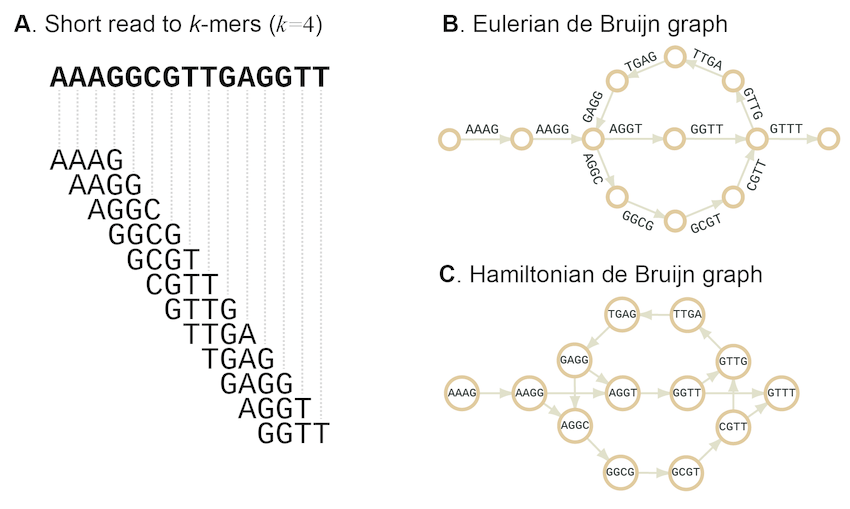 A. Short read to k-mers (k=4)
AAAGGCGTTGAGGTT
AAAG
AAGG
AGGC
GGCG
GCGT
CGTT
GTTG
TTGA
TGAG
GAGG
AGGT
GGTT
B. Eulerian de Bruijn graph
TGAG TTGA
GAGG GTTG
AAAG AAGG AGGT GGTT GTTT
AGGC CGTT
GGCG GCGT
C. Hamiltonian de Bruijn graph
TGAG TTGA
GAGG GTTG
AAAG AAGG AGGT GGTT GTTT
AGGC CGTT
GGCG GCGT